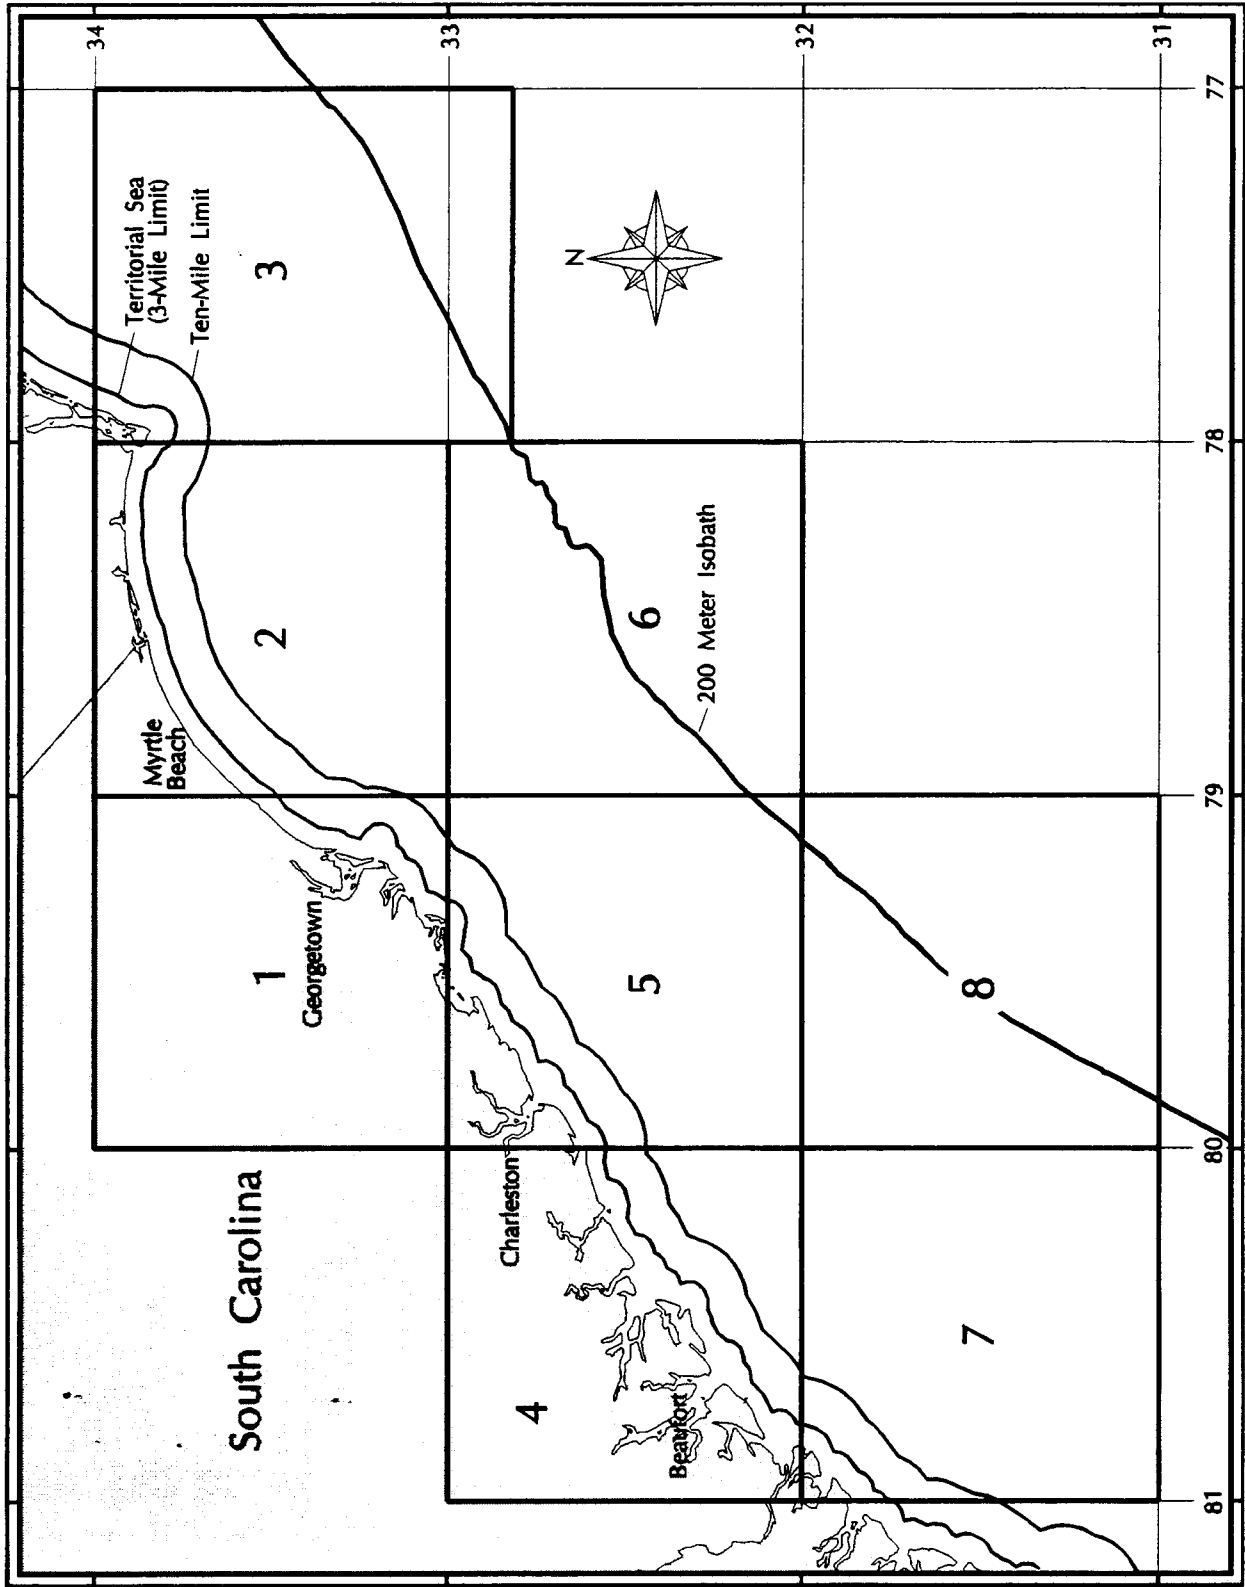 34
33
32
31
77
78
79
80
81
Territorial Sea
(3-Mile Limit)
Ten-Mile Limit
3
N
2
6
200 Meter Isobath
Myrtle
Beach
1
Georgetown
5
8
South Carolina
Charleston
4
Beaufort
7